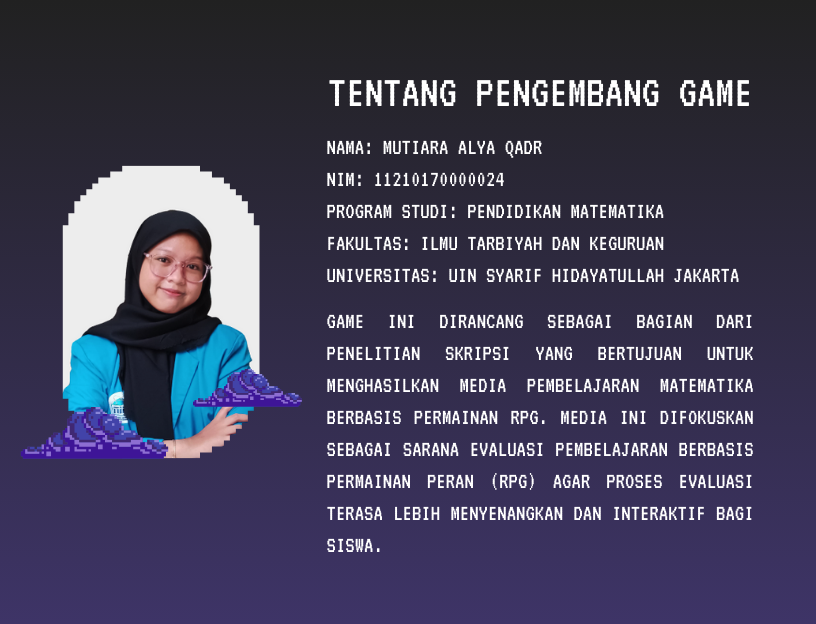 TENTANG PENGEMBANG GAME
NAMA: MUTIARA ALYA QADR
NIM: 11210170000024
PROGRAM STUDI: PENDIDIKAN MATEMATIKA
FAKULTAS: ILMU TARBIYAH DAN KEGURUAN
UNIVERSITAS: UIN SYARIF HIDAYATULLAH JAKARTA
GAME INI DIRANCANG SEBAGAI BAGIAN DARI
PENELITIAN SKRIPSI YANG BERTUJUAN UNTUK
MENGHASILKAN MEDIA PEMBELAJARAN MATEMATIKA
BERBASIS PERMAINAN RPG. MEDIA INI DIFOKUSKAN
SEBAGAI SARANA EVALUASI PEMBELAJARAN BERBASIS
PERMAINAN PERAN (RPG) AGAR PROSES EVALUASI
TERASA LEBIH MENYENANGKAN DAN INTERAKTIF BAGI
SISWA.